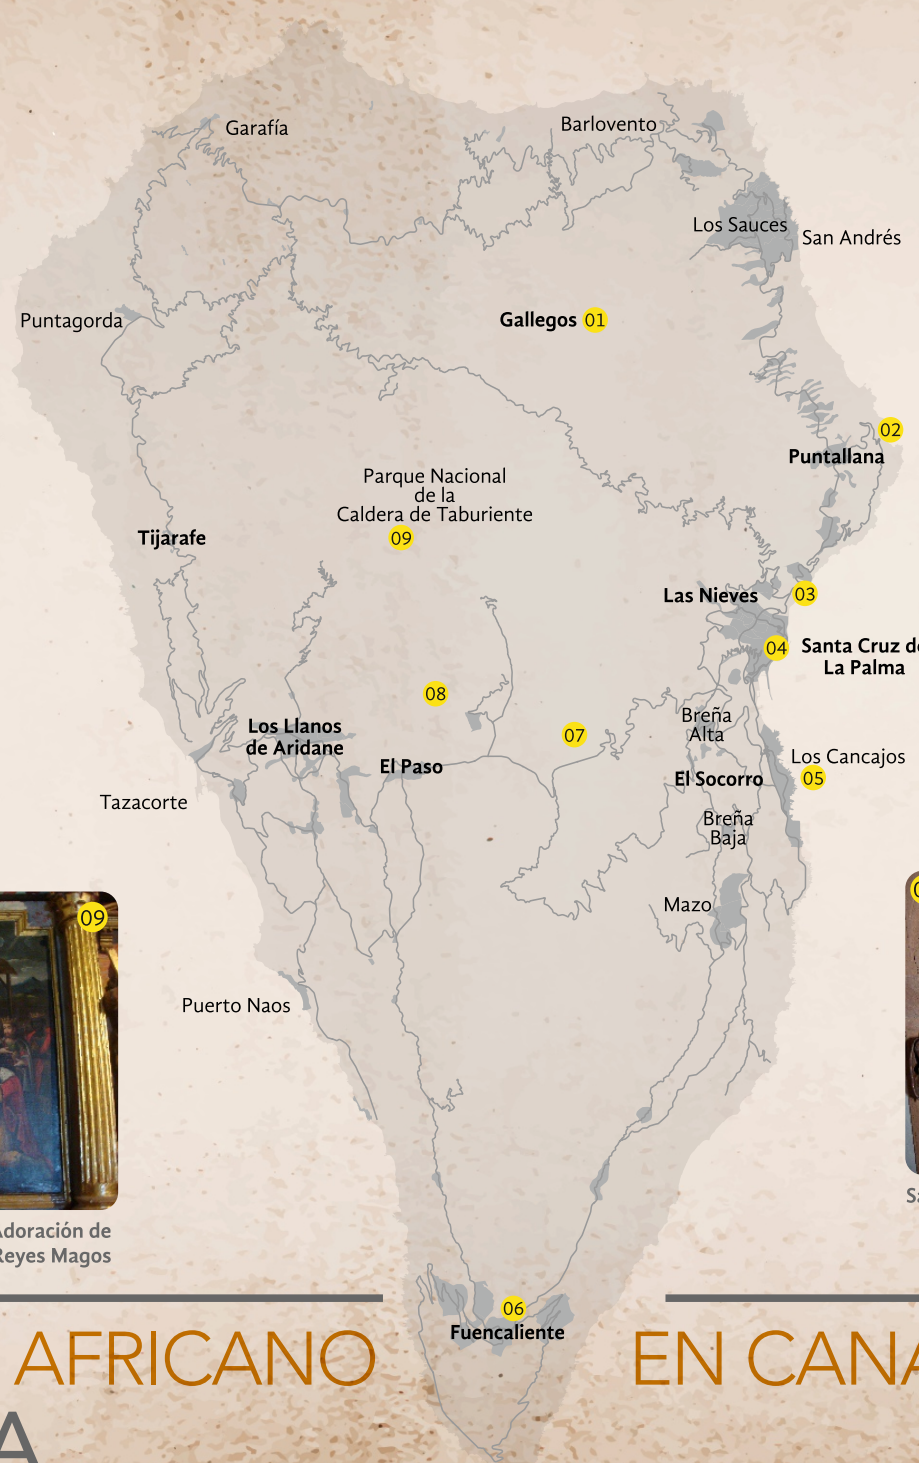 Garafía
Barlovento
Los Sauces
San Andrés
Puntagorda
Gallegos 01
02
Puntallana
Parque Nacional
de la
Caldera de Taburiente
09
Tijarafe
Las Nieves
03
04
Santa Cruz de
La Palma
08
07
Breña
Alta
Los Llanos
de Aridane
El Paso
Los Cancajos
05
El Socorro
Tazacorte
Breña
Baja
Mazo
09
Puerto Naos
Adoración de
Reyes Magos
06
Fuencaliente
AFRICANO
EN CANA
A